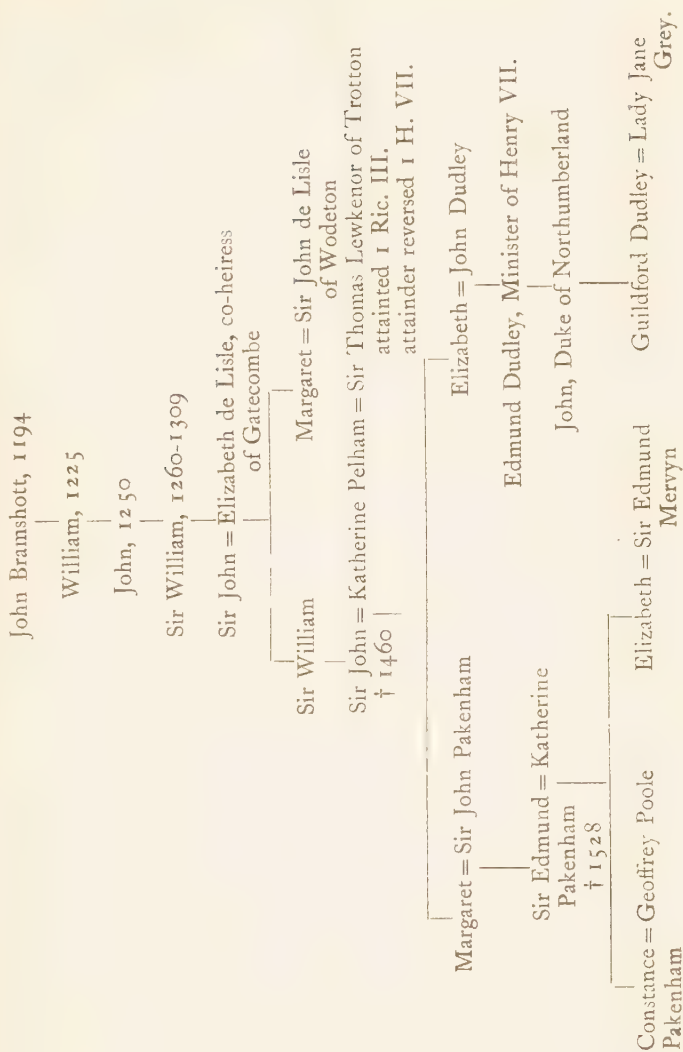 John Bramshott, 1194
William, 1225
John, 1250
Sir William, 1260-1309
Sir John = Elizabeth de Lisle, co-heiress
of Gatecombe
Sir William
Margaret = Sir John de Lisle
of Wodeton
Sir John = Katherine Pelham = Sir Thomas Lewkenor of Trotton
† 1460
attainted 1 Ric. III.
attainder reversed 1 H. VII.
Margaret = Sir John Pakenham
Elizabeth = John Dudley
Sir Edmund = Katherine
Pakenham
† 1528
Edmund Dudley, Minister of Henry VII.
John, Duke of Northumberland
Constance = Geoffrey Poole
Pakenham
Elizabeth = Sir Edmund
Mervyn
Guildford Dudley = Lady Jane
Grey.